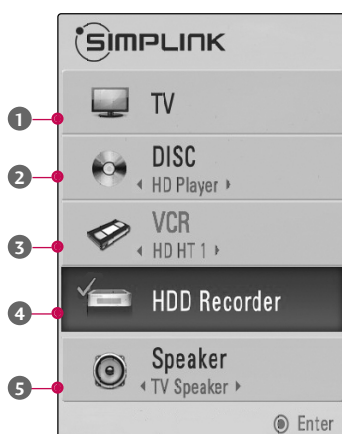 SIMPLINK
1
TV
2
DISC
HD Player
3
VCR
HD HT 1
4
HDD Recorder
5
Speaker
TV Speaker
Enter